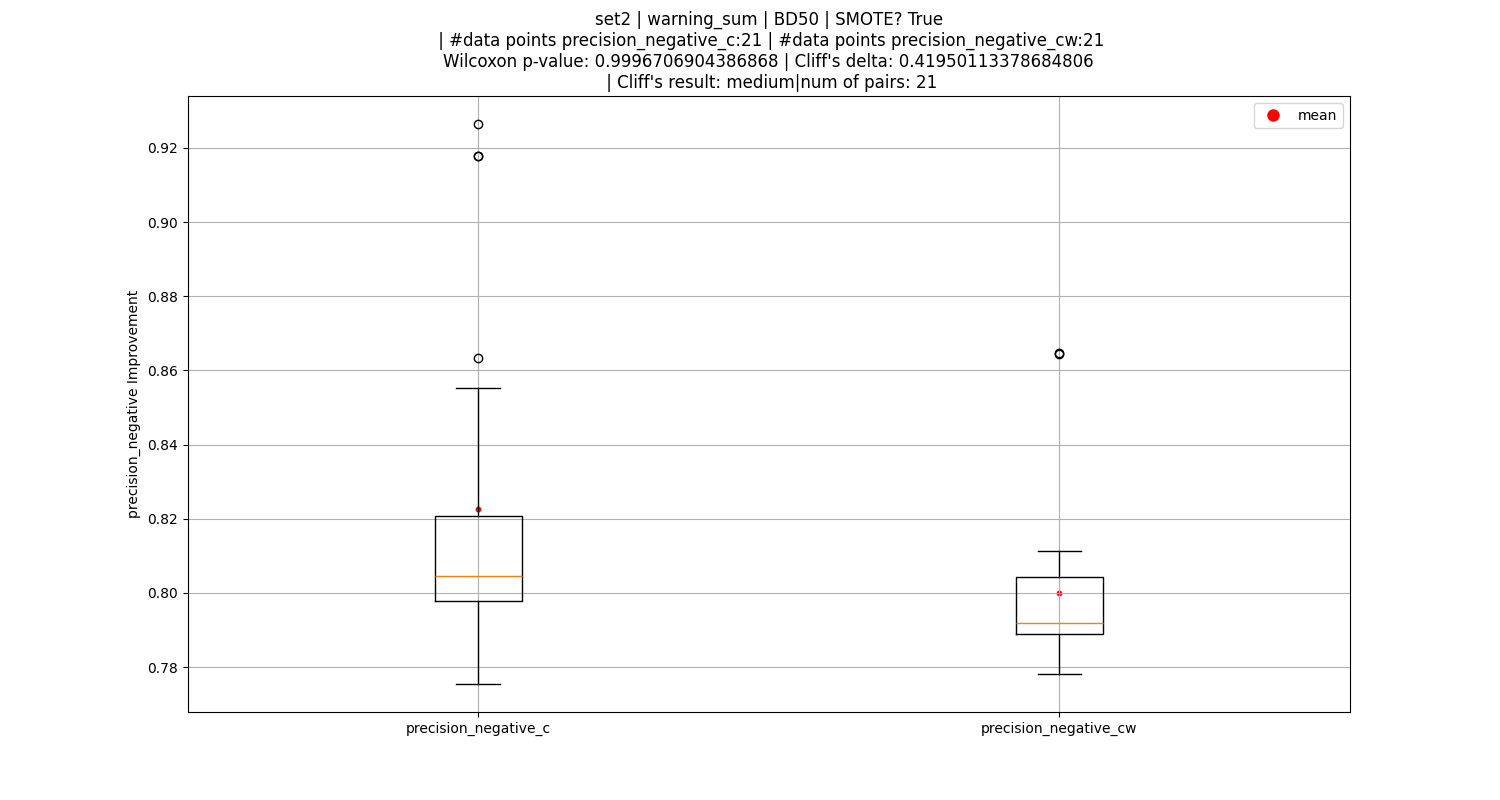 set2 | warning_sum | BD50 | SMOTE? True
| #data points precision_negative_c:21 | #data points precision_negative_cw:21
Wilcoxon p-value: 0.9996706904386868 | Cliff's delta: 0.41950113378684806
| Cliff's result: medium|num of pairs: 21
mean
0.92
0.90
0.88
0.86
0.84
0.82
0.80
0.78
precision_negative Improvement
precision_negative_c
precision_negative_cw